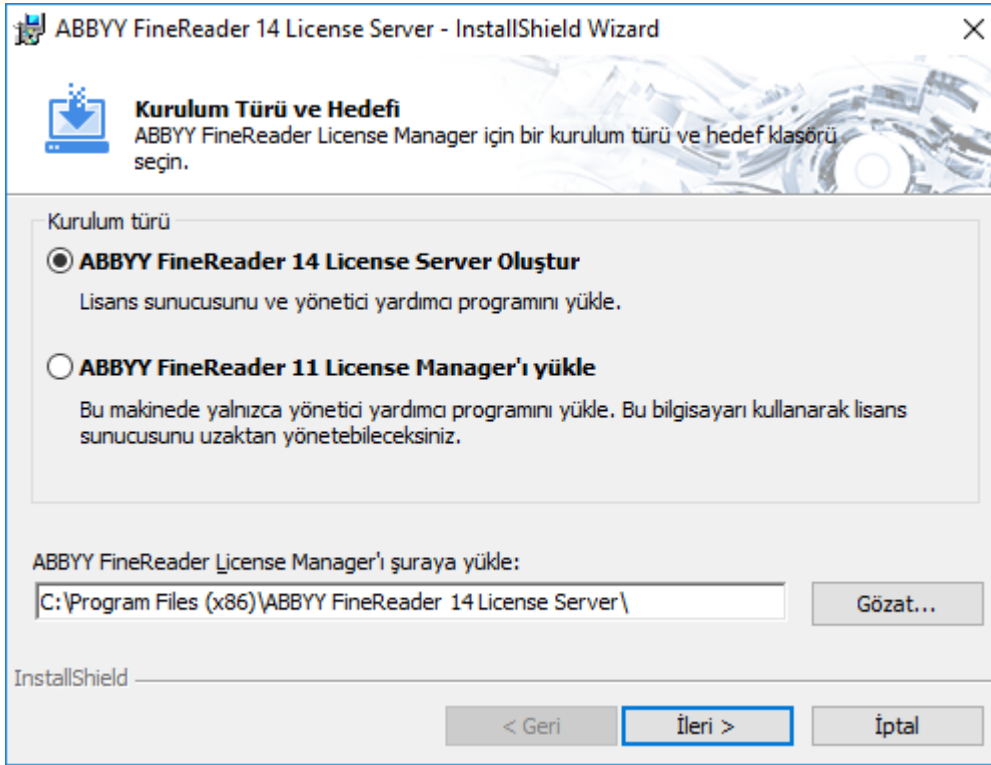 ABBYY FineReader 14 License Server - InstallShield Wizard
Kurulum Türü ve Hedefi
ABBYY FineReader License Manager için bir kurulum türü ve hedef klasörü
seçin.
Kurulum türü
ABBYY FineReader 14 License Server Oluştur
Lisans sunucusunu ve yönetici yardımcı programını yükle.
ABBYY FineReader 11 License Manager'ı yükle
Bu makinede yalnızca yönetici yardımcı programını yükle. Bu bilgisayarı kullanarak lisans
sunucusunu uzaktan yönetebileceksiniz.
ABBYY FineReader License Manager'ı şuraya yükle:
C:\Program Files (x86)\ABBYY FineReader 14 License Server\
Gözat...
InstallShield
< Geri
İleri >
İptal